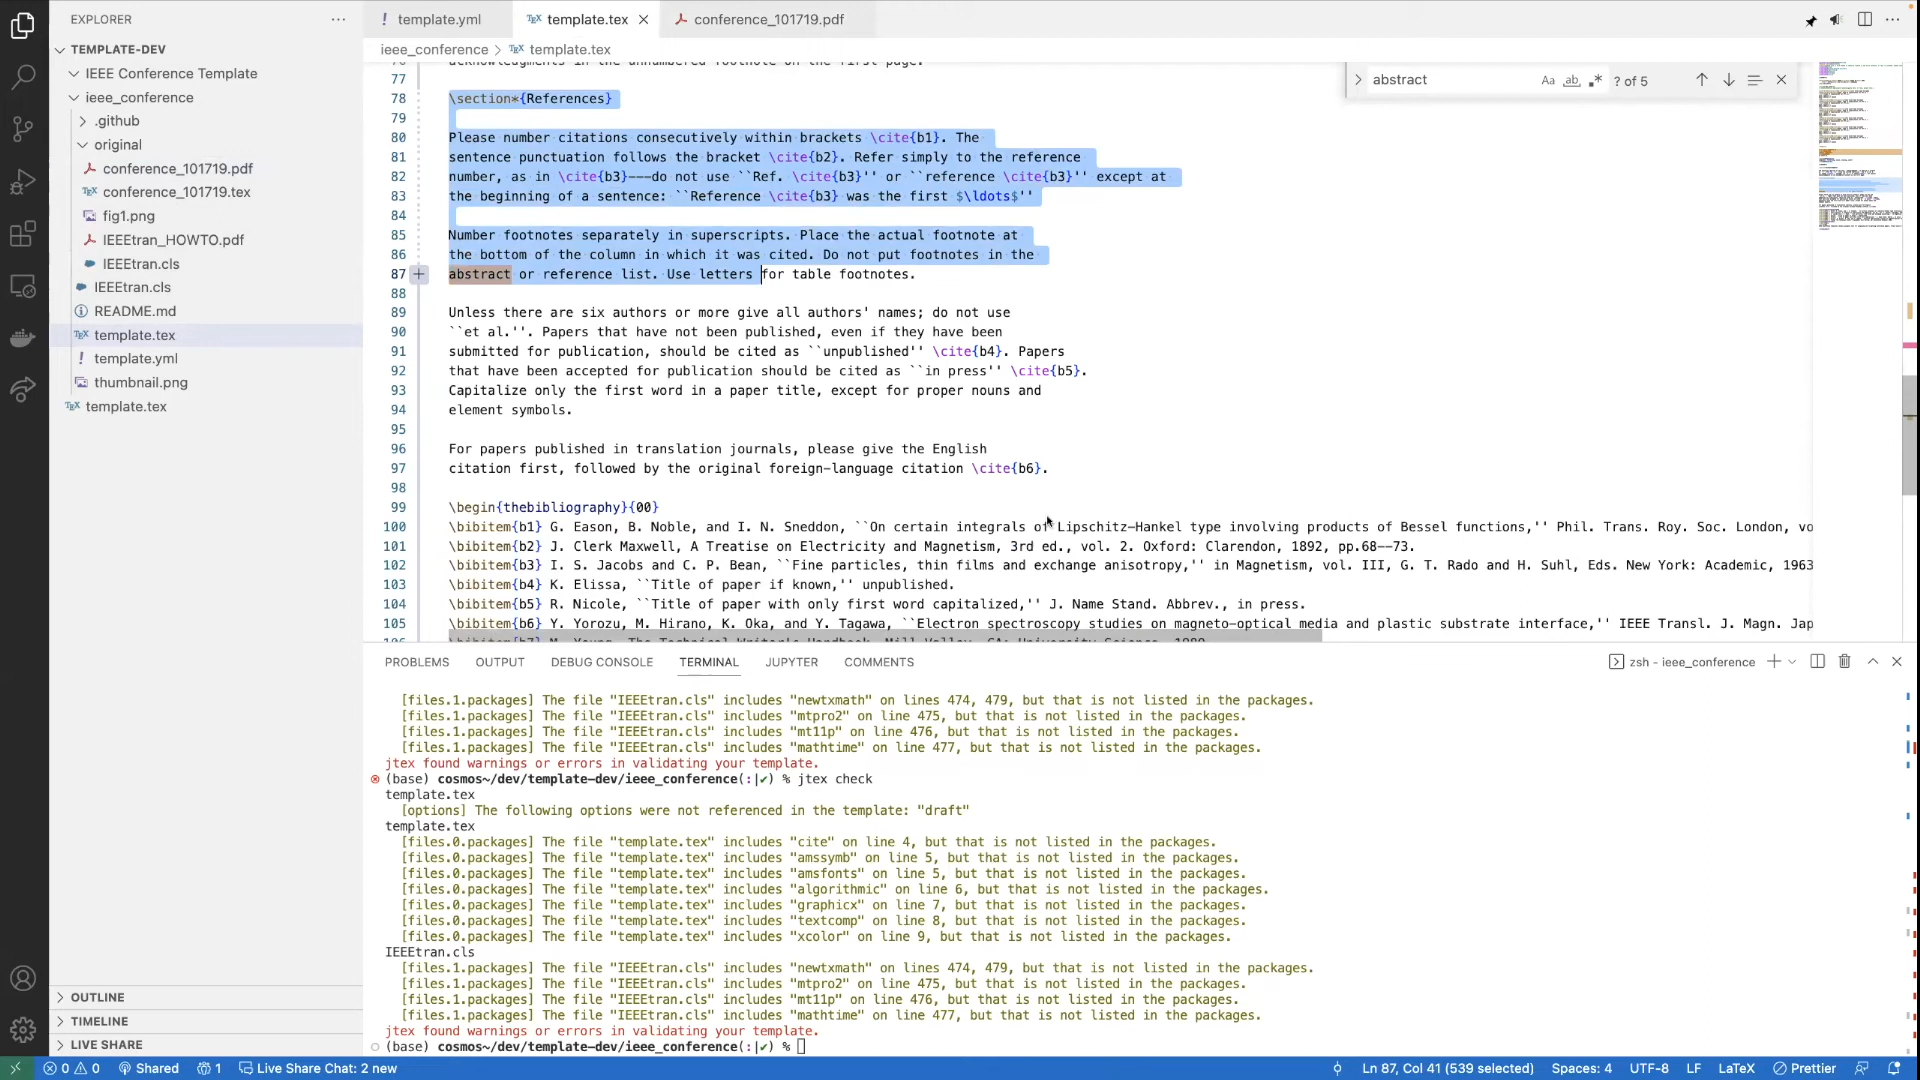 EXPLORER
TEMPLATE-DEV
IEEE Conference Template
ieee_conference
.github
original
conference_101719.pdf
conference_101719.tex
fig1.png
IEEEtran_HOWTO.pdf
IEEEtran.cls
IEEEtran.cls
README.md
template.tex
template.yml
thumbnail.png
template.tex
OUTLINE
TIMELINE
LIVE SHARE
template.yml
template.tex
conference_101719.pdf
ieee_conference > template.tex
abstract
Aa
ab
? of 5
acknowledgments in the unnumbered footnote on the first page.
77
78 \section*{References}
79
80 Please number citations consecutively within brackets \cite{b1}. The
81 sentence punctuation follows the bracket \cite{b2}. Refer simply to the reference
82 number, as in \cite{b3}---do not use ``Ref. \cite{b3}'' or ``reference \cite{b3}'' except at
83 the beginning of a sentence: ``Reference \cite{b3} was the first $\ldots$''
84
85 Number footnotes separately in superscripts. Place the actual footnote at
86 the bottom of the column in which it was cited. Do not put footnotes in the
87 abstract or reference list. Use letters for table footnotes.
88
89 Unless there are six authors or more give all authors' names; do not use
90 ``et al.''. Papers that have not been published, even if they have been
91 submitted for publication, should be cited as ``unpublished'' \cite{b4}. Papers
92 that have been accepted for publication should be cited as ``in press'' \cite{b5}.
93 Capitalize only the first word in a paper title, except for proper nouns and
94 element symbols.
95
96 For papers published in translation journals, please give the English
97 citation first, followed by the original foreign-language citation \cite{b6}.
98
99 \begin{thebibliography}{00}
100 \bibitem{b1} G. Eason, B. Noble, and I. N. Sneddon, ``On certain integrals of Lipschitz-Hankel type involving products of Bessel functions,'' Phil. Trans. Roy. Soc. London, vo
101 \bibitem{b2} J. Clerk Maxwell, A Treatise on Electricity and Magnetism, 3rd ed., vol. 2. Oxford: Clarendon, 1892, pp.68--73.
102 \bibitem{b3} I. S. Jacobs and C. P. Bean, ``Fine particles, thin films and exchange anisotropy,'' in Magnetism, vol. III, G. T. Rado and H. Suhl, Eds. New York: Academic, 1963
103 \bibitem{b4} K. Elissa, ``Title of paper if known,'' unpublished.
104 \bibitem{b5} R. Nicole, ``Title of paper with only first word capitalized,'' J. Name Stand. Abbrev., in press.
105 \bibitem{b6} Y. Yorozu, M. Hirano, K. Oka, and Y. Tagawa, ``Electron spectroscopy studies on magneto-optical media and plastic substrate interface,'' IEEE Transl. J. Magn. Jap
PROBLEMS OUTPUT DEBUG CONSOLE TERMINAL JUPYTER COMMENTS
zsh - ieee_conference
[files.1.packages] The file "IEEEtran.cls" includes "newtxmath" on lines 474, 479, but that is not listed in the packages.
[files.1.packages] The file "IEEEtran.cls" includes "mtpro2" on line 475, but that is not listed in the packages.
[files.1.packages] The file "IEEEtran.cls" includes "mt11p" on line 476, but that is not listed in the packages.
[files.1.packages] The file "IEEEtran.cls" includes "mathtime" on line 477, but that is not listed in the packages.
jtex found warnings or errors in validating your template.
(base) cosmos~/dev/template-dev/ieee_conference(:|✔) % jtex check
template.tex
[options] The following options were not referenced in the template: "draft"
template.tex
[files.0.packages] The file "template.tex" includes "cite" on line 4, but that is not listed in the packages.
[files.0.packages] The file "template.tex" includes "amssymb" on line 5, but that is not listed in the packages.
[files.0.packages] The file "template.tex" includes "amsfonts" on line 5, but that is not listed in the packages.
[files.0.packages] The file "template.tex" includes "algorithmic" on line 6, but that is not listed in the packages.
[files.0.packages] The file "template.tex" includes "graphicx" on line 7, but that is not listed in the packages.
[files.0.packages] The file "template.tex" includes "textcomp" on line 8, but that is not listed in the packages.
[files.0.packages] The file "template.tex" includes "xcolor" on line 9, but that is not listed in the packages.
IEEEtran.cls
[files.1.packages] The file "IEEEtran.cls" includes "newtxmath" on lines 474, 479, but that is not listed in the packages.
[files.1.packages] The file "IEEEtran.cls" includes "mtpro2" on line 475, but that is not listed in the packages.
[files.1.packages] The file "IEEEtran.cls" includes "mt11p" on line 476, but that is not listed in the packages.
[files.1.packages] The file "IEEEtran.cls" includes "mathtime" on line 477, but that is not listed in the packages.
jtex found warnings or errors in validating your template.
(base) cosmos~/dev/template-dev/ieee_conference(:|✔) %
0 0 Shared 1 Live Share Chat: 2 new
Ln 87, Col 41 (539 selected) Spaces: 4 UTF-8 LF LaTeX Prettier